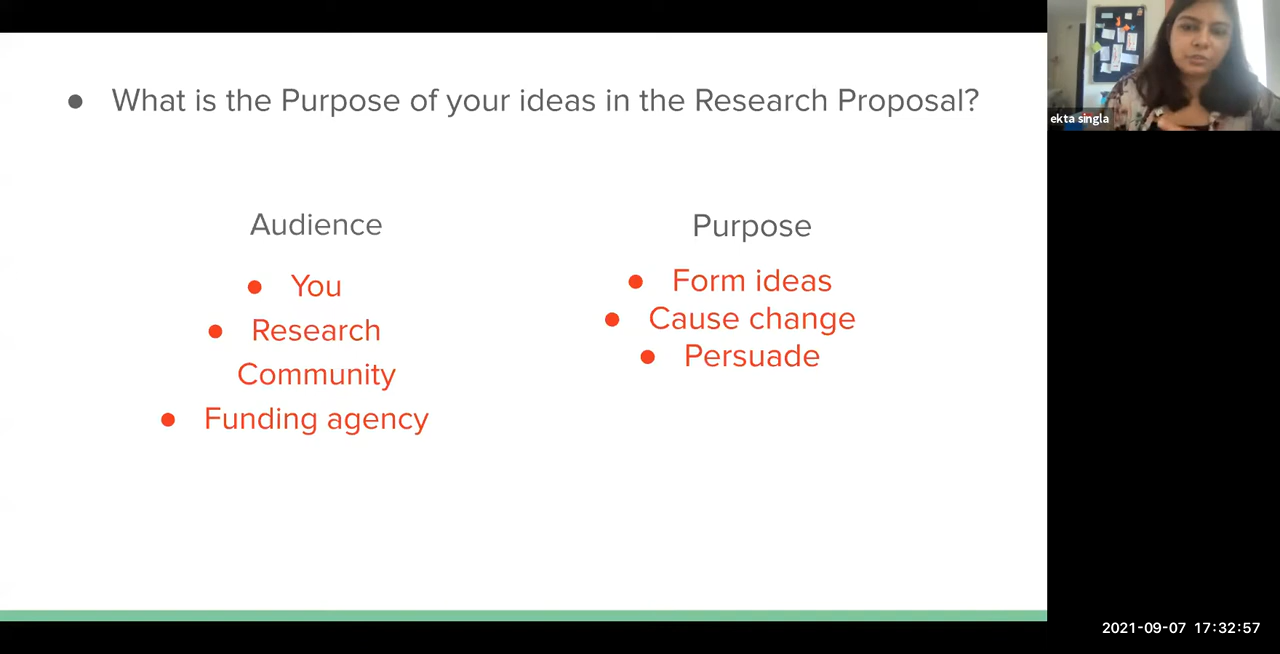 ● What is the Purpose of your ideas in the Research Proposal?
Audience
● You
● Research
Community
● Funding agency
Purpose
● Form ideas
● Cause change
● Persuade
ekta singla
2021-09-07 17:32:57